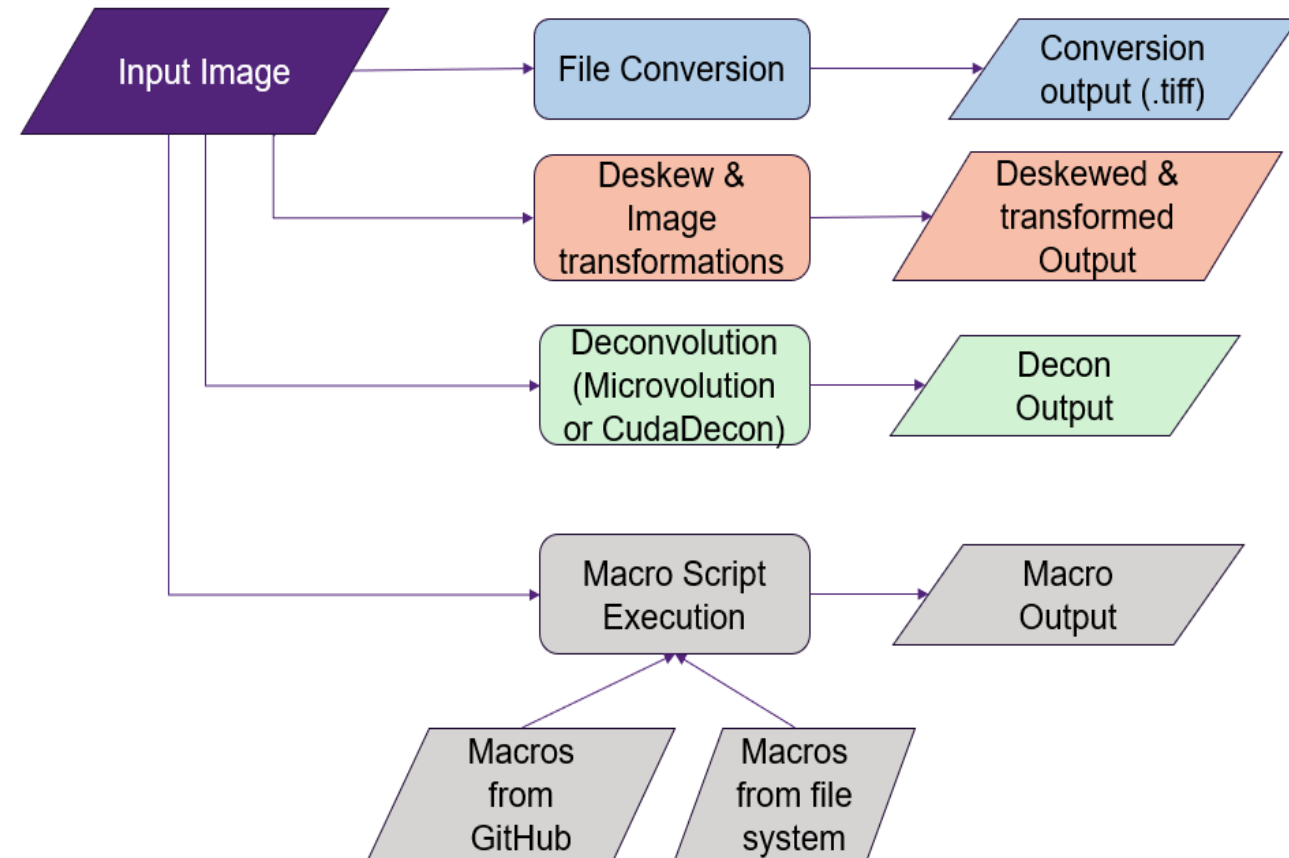 Input Image
File Conversion
Conversion
output (.tiff)
Deskew &
Image
transformations
Deskewed &
transformed
Output
Deconvolution
(Microvolution
or CudaDecon)
Decon
Output
Macro Script
Execution
Macro
Output
Macros
from
GitHub
Macros
from file
system